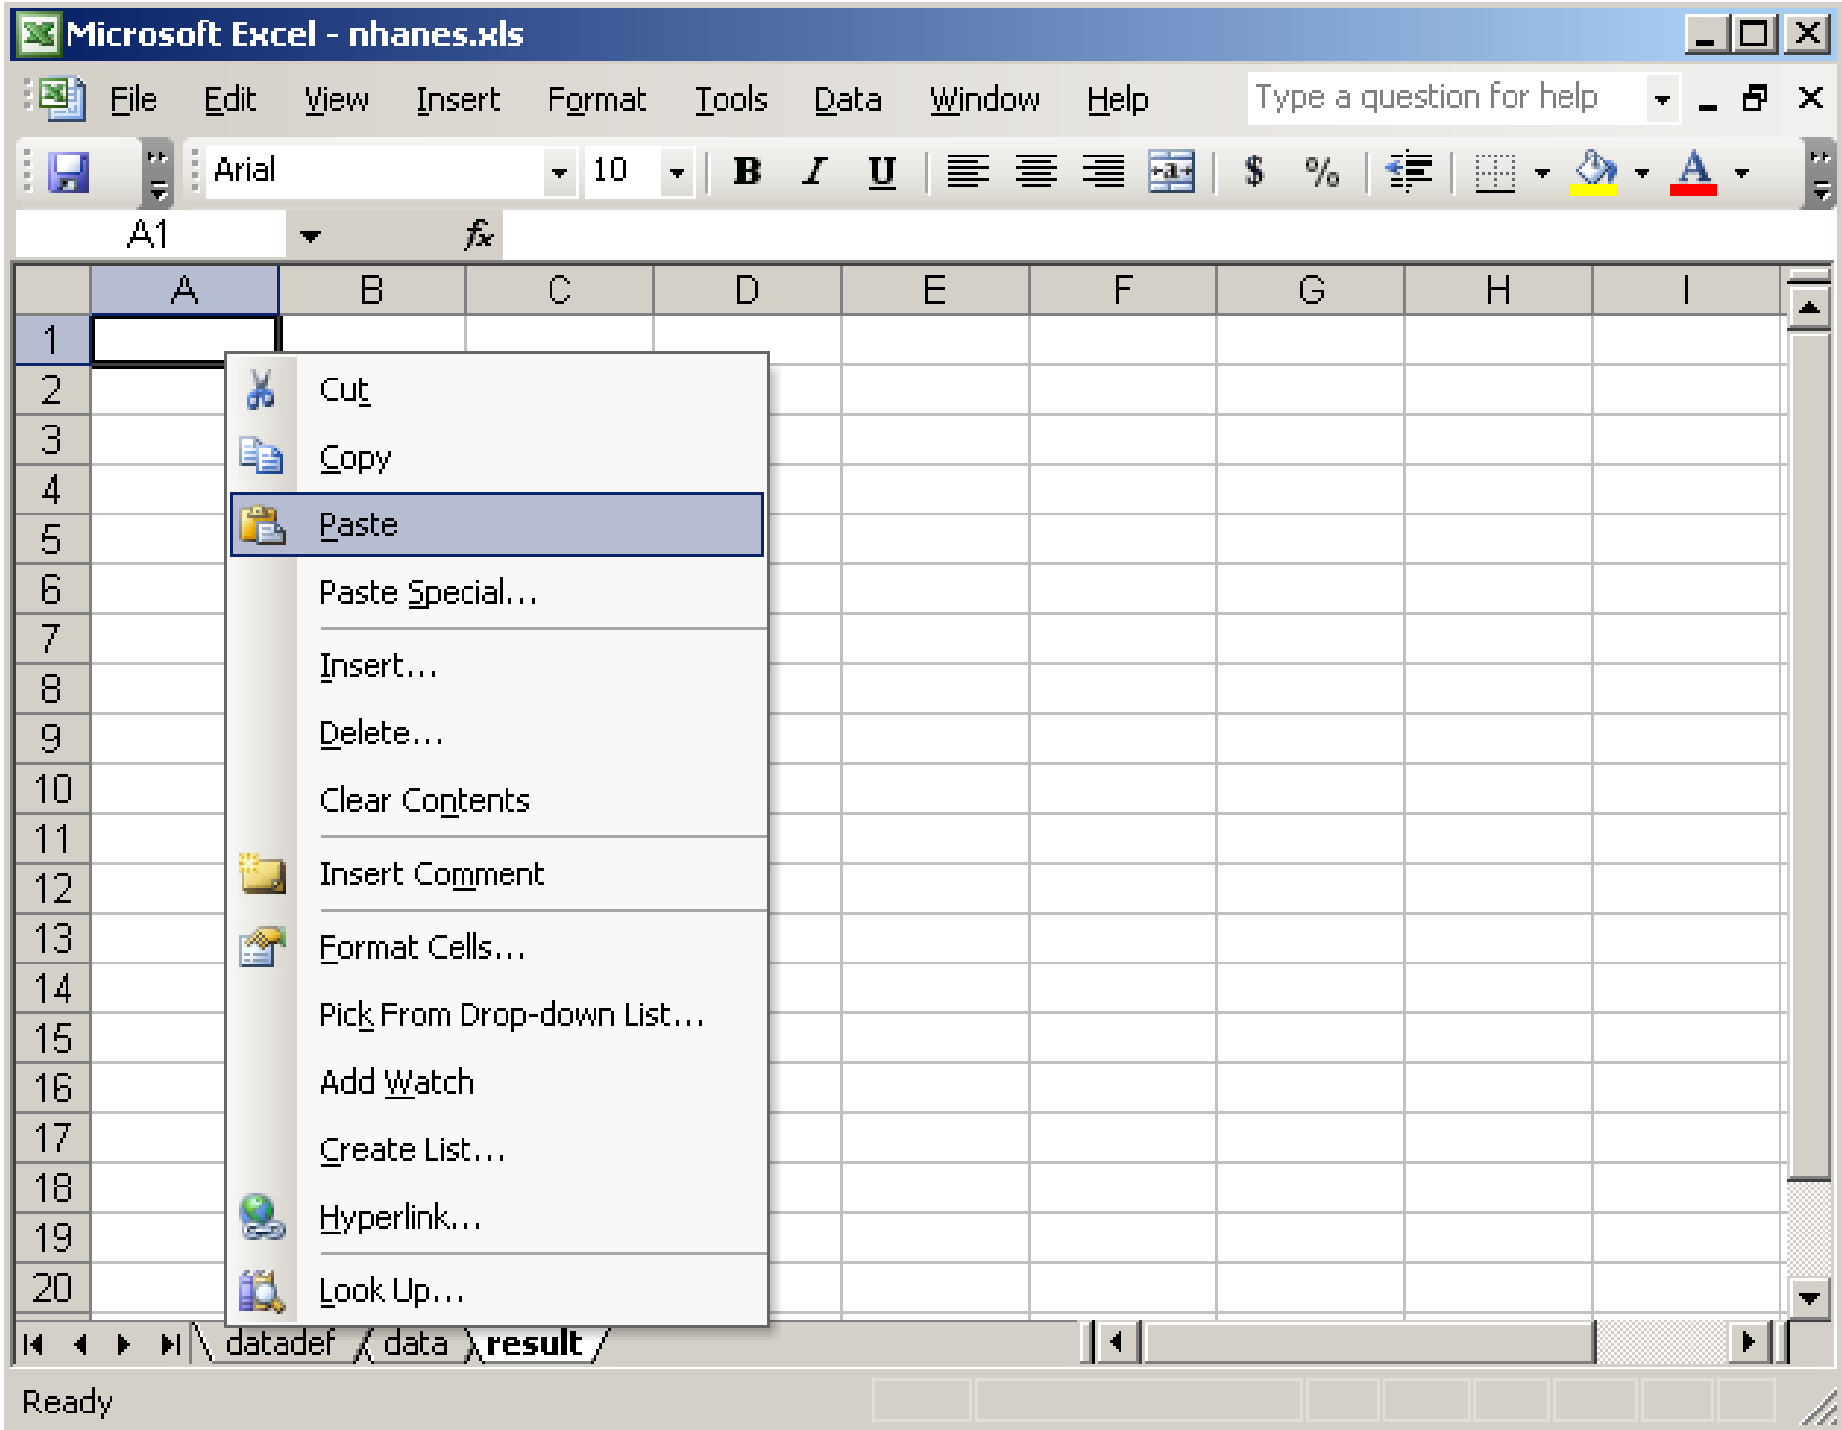 Microsoft Excel - nhanes.xls
File Edit View Insert Format Tools Data Window Help Type a question for help
Arial 10 B I U a $ % A
A1 fx
A B C D E F G H I
1
2
3
4
5
6
7
8
9
10
11
12
13
14
15
16
17
18
19
20
Cut
Copy
Paste
Paste Special...
Insert...
Delete...
Clear Contents
Insert Comment
Format Cells...
Pick From Drop-down List...
Add Watch
Create List...
Hyperlink...
Look Up...
datadef data result
Ready